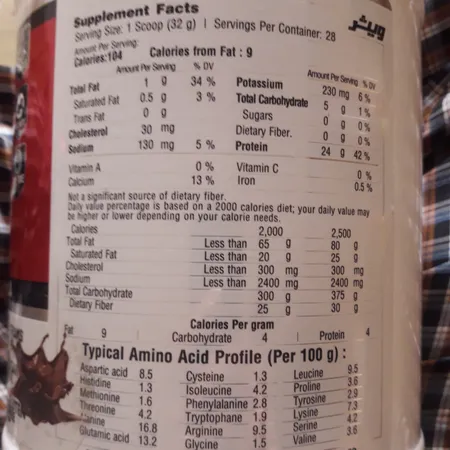 Supplement Facts
Serving Size: 1 Scoop (32 g) | Servings Per Container: 28
ویثر
Amount Per Serving:
Calories:104 Calories from Fat : 9
Amount Per Serving % DV
Total Fat 1 g 34 %
Saturated Fat 0.5 g 3 %
Trans Fat 0 g
Cholesterol 30 mg
Sodium 130 mg 5 %
Amount Per Serving % DV
Potassium 230 mg 6%
Total Carbohydrate 5 g 1%
Sugars 0 g 0%
Dietary Fiber. 0 g 0%
Protein 24 g 42%
Vitamin A 0 % Vitamin C 0 %
Calcium 13 % Iron 0.5 %
Not a significant source of dietary fiber.
Daily value percentage is based on a 2000 calories diet; your daily value may
be higher or lower depending on your calorie needs.
Calories 2,000 2,500
Total Fat Less than 65 g 80 g
Saturated Fat Less than 20 g 25 g
Cholesterol Less than 300 mg 300 mg
Sodium Less than 2400 mg 2400 mg
Total Carbohydrate 300 g 375 g
Dietary Fiber 25 g 30 g
Calories Per gram
Fat 9 Carbohydrate 4 Protein 4
Typical Amino Acid Profile (Per 100 g) :
Aspartic acid 8.5 Cysteine 1.3 Leucine 9.5
Histidine 1.3 Isoleucine 4.2 Proline 3.6
Methionine 1.6 Phenylalanine 2.8 Tyrosine 2.9
Threonine 4.2 Tryptophane 1.9 Lysine 7.3
Alanine 16.8 Arginine 9.5 Serine 4.2
Glutamic acid 13.2 Glycine 1.5 Valine 3.6